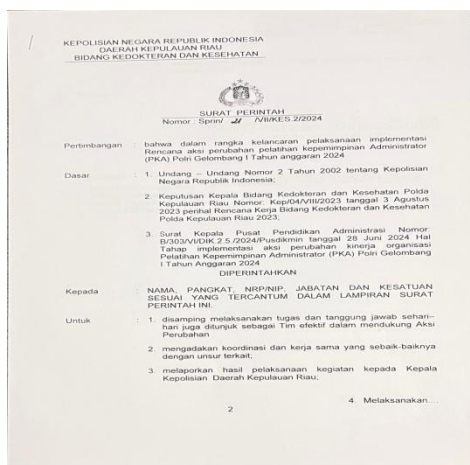 KEPOLISIAN NEGARA REPUBLIK INDONESIA
DAERAH KEPULAUAN RIAU
BIDANG KEDOKTERAN DAN KESEHATAN
SURAT PERINTAH
Nomor : Sprin/ /VII/KES.2/2024
Pertimbangan : bahwa dalam rangka kelancaran pelaksanaan implementasi
Rencana aksi perubahan pelatihan kepemimpinan Administrator
(PKA) Polri Gelombang I Tahun anggaran 2024
Dasar : 1. Undang – Undang Nomor 2 Tahun 2002 tentang Kepolisian
Negara Republik Indonesia;
2. Keputusan Kepala Bidang Kedokteran dan Kesehatan Polda
Kepulauan Riau Nomor: Kep/04/VIII/2023 tanggal 3 Agustus
2023 perihal Rencana Kerja Bidang Kedokteran dan Kesehatan
Polda Kepulauan Riau 2023;
3. Surat Kepala Pusat Pendidikan Administrasi Nomor:
B/303/VI/DIK.2.5./2024/Pusdikmin tanggal 28 Juni 2024 Hal
Tahap implementasi aksi perubahan kinerja organisasi
Pelatihan Kepemimpinan Administrator (PKA) Polri Gelombang
I Tahun Anggaran 2024
DIPERINTAHKAN
Kepada : NAMA, PANGKAT, NRP/NIP, JABATAN DAN KESATUAN
SESUAI YANG TERCANTUM DALAM LAMPIRAN SURAT
PERINTAH INI.
Untuk : 1. disamping melaksanakan tugas dan tanggung jawab sehari–
hari juga ditunjuk sebagai Tim efektif dalam mendukung Aksi
Perubahan
2. mengadakan koordinasi dan kerja sama yang sebaik-baiknya
dengan unsur terkait;
3. melaporkan hasil pelaksanaan kegiatan kepada Kepala
Kepolisian Daerah Kepulauan Riau;
4. Melaksanakan....
2